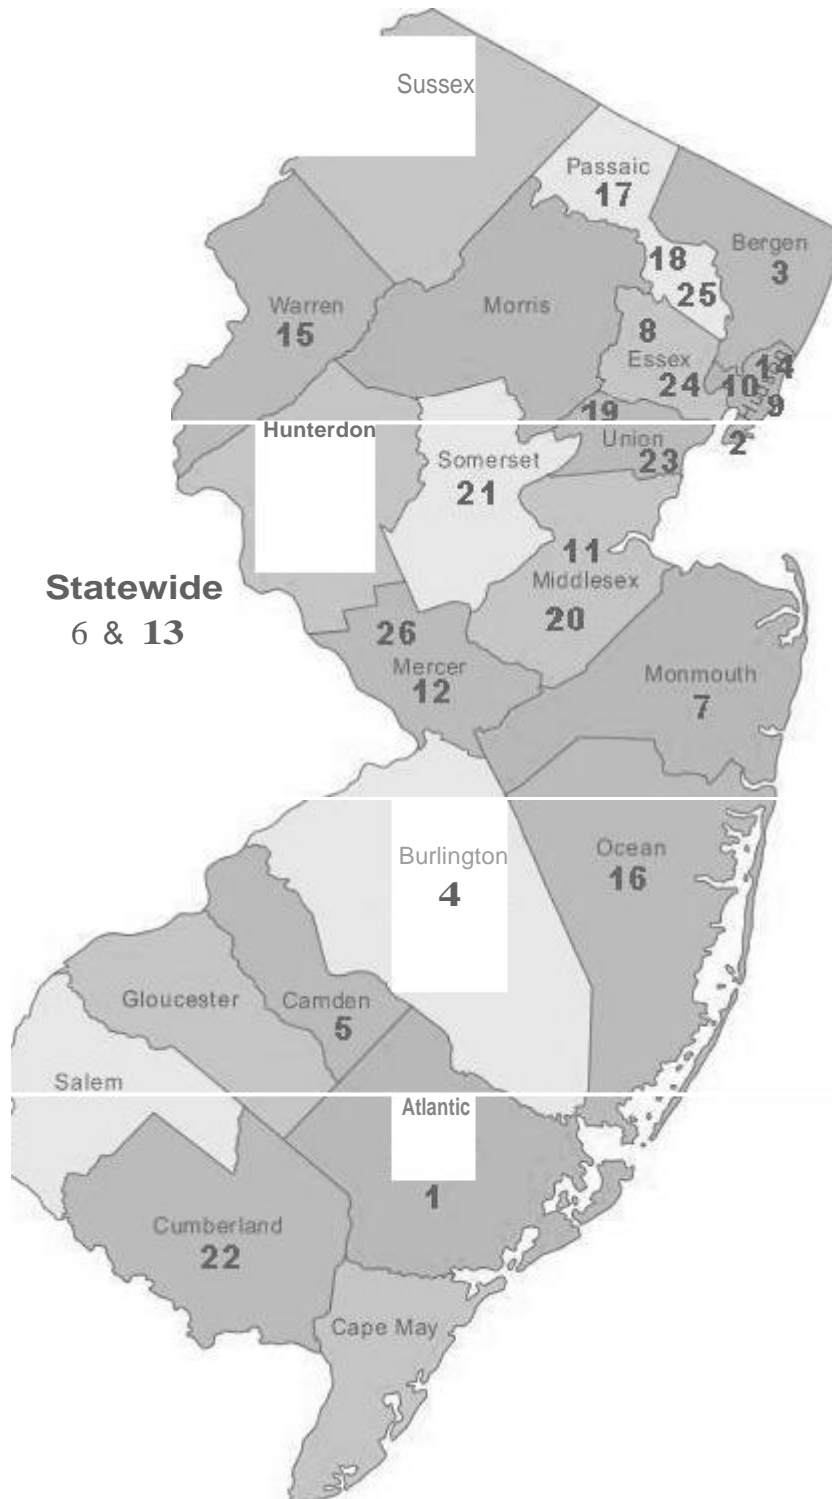 Sussex
Passaic
17
Bergen
3
18
25
Warren
15
Morris
8
Essex
24
14
10
Hudson
9
19
Hunterdon
Union
2
Somerset
23
21
11
Statewide
Middlesex
6 & 13
20
26
Mercer
12
Monmouth
7
Burlington
4
Ocean
16
Gloucester
Camden
5
Salem
Atlantic
1
Cumberland
22
Cape May